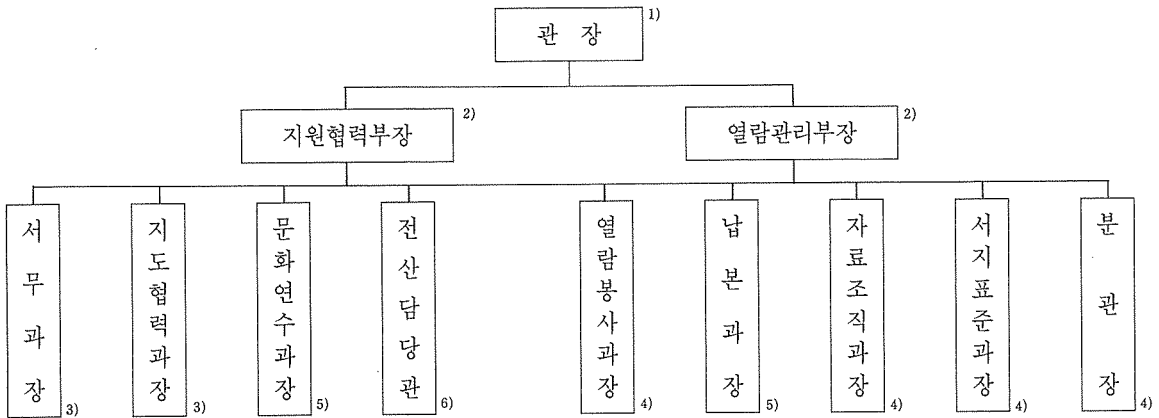 관 장 1)
지원협력부장 2)
열람관리부장 2)
서무과장 3)
지도협력과장 3)
문화연수과장 5)
전산담당관 6)
열람봉사과장 4)
납본과장 5)
자료조직과장 4)
서지표준과장 4)
분관장 4)